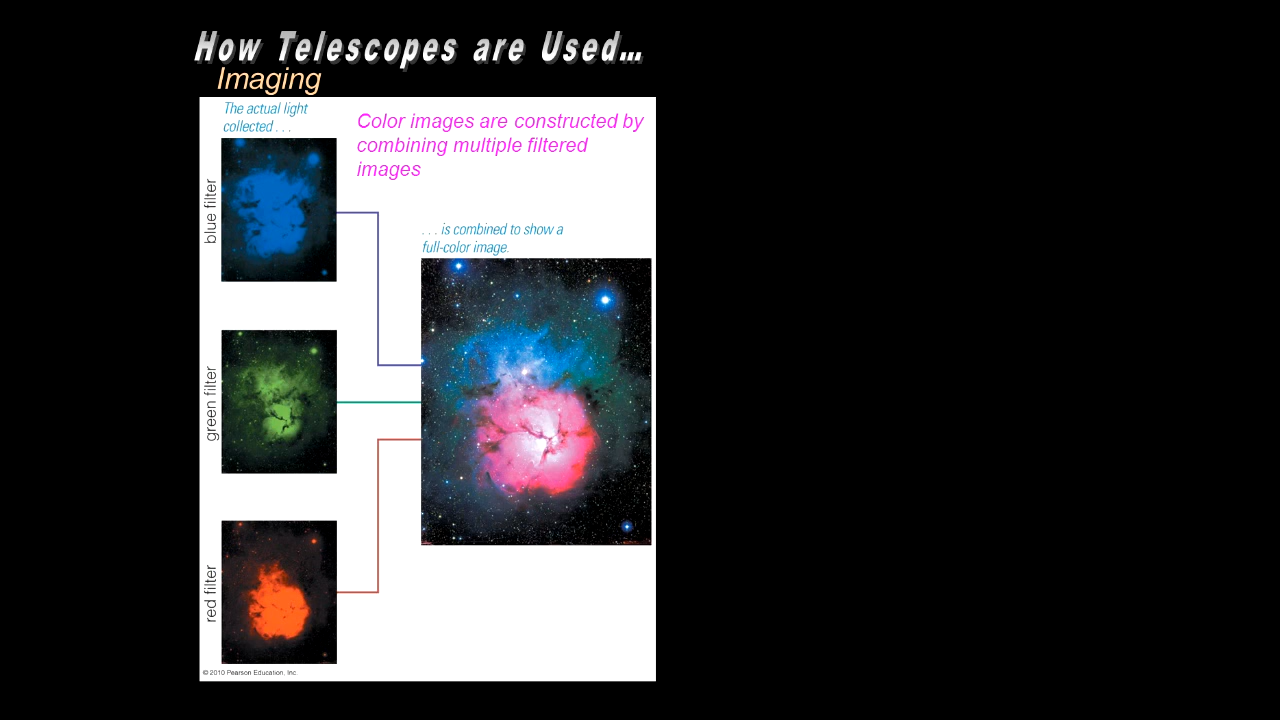 How Telescopes are Used...
Imaging
The actual light
collected . . .
Color images are constructed by
combining multiple filtered
images
blue filter
. . . is combined to show a
full-color image.
green filter
red filter
© 2010 Pearson Education, Inc.